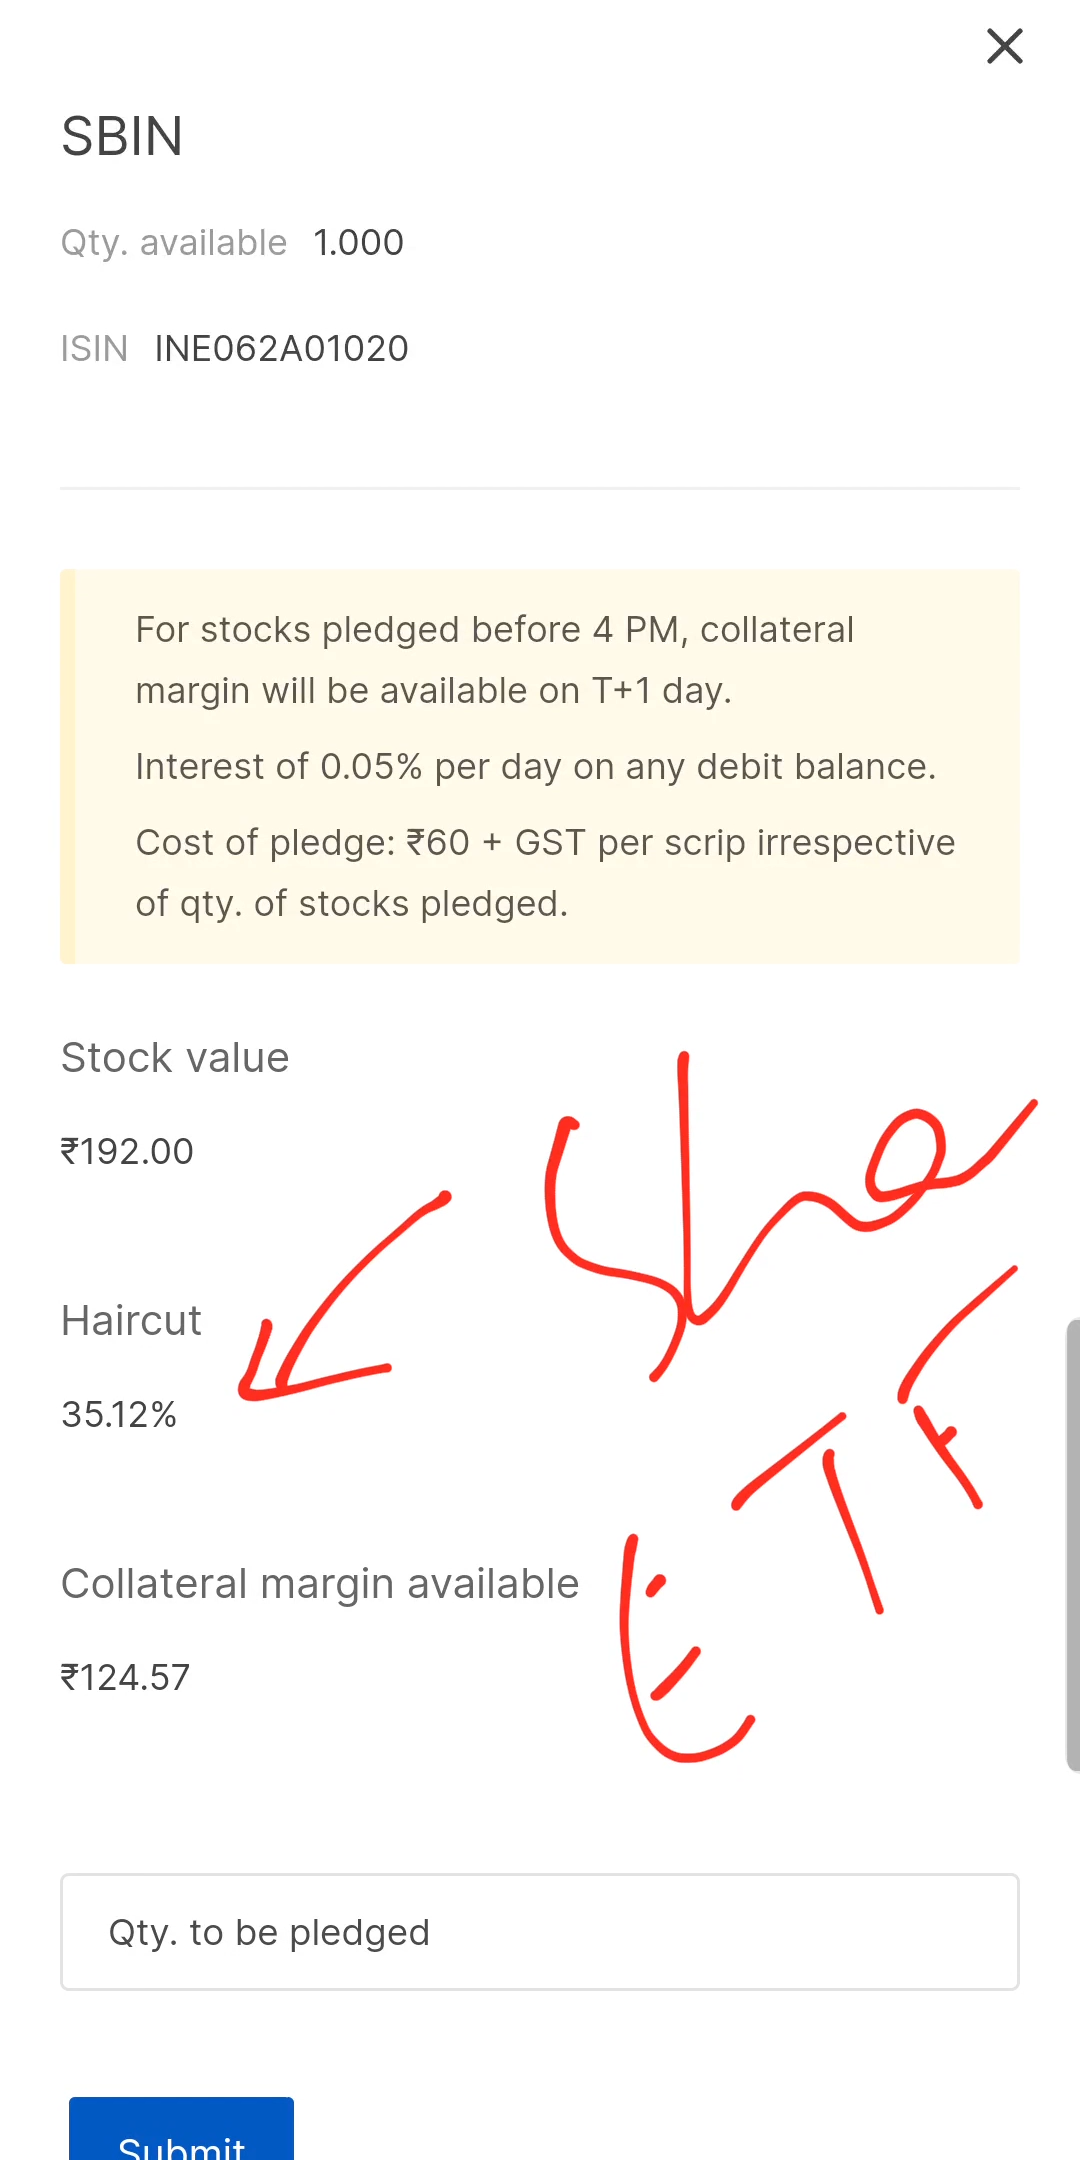 SBIN
Qty. available 1.000
ISIN INE062A01020
For stocks pledged before 4 PM, collateral
margin will be available on T+1 day.
Interest of 0.05% per day on any debit balance.
Cost of pledge: ₹60 + GST per scrip irrespective
of qty. of stocks pledged.
Stock value
₹192.00
Haircut
35.12%
Collateral margin available
₹124.57
ETF
Qty. to be pledged
Submit